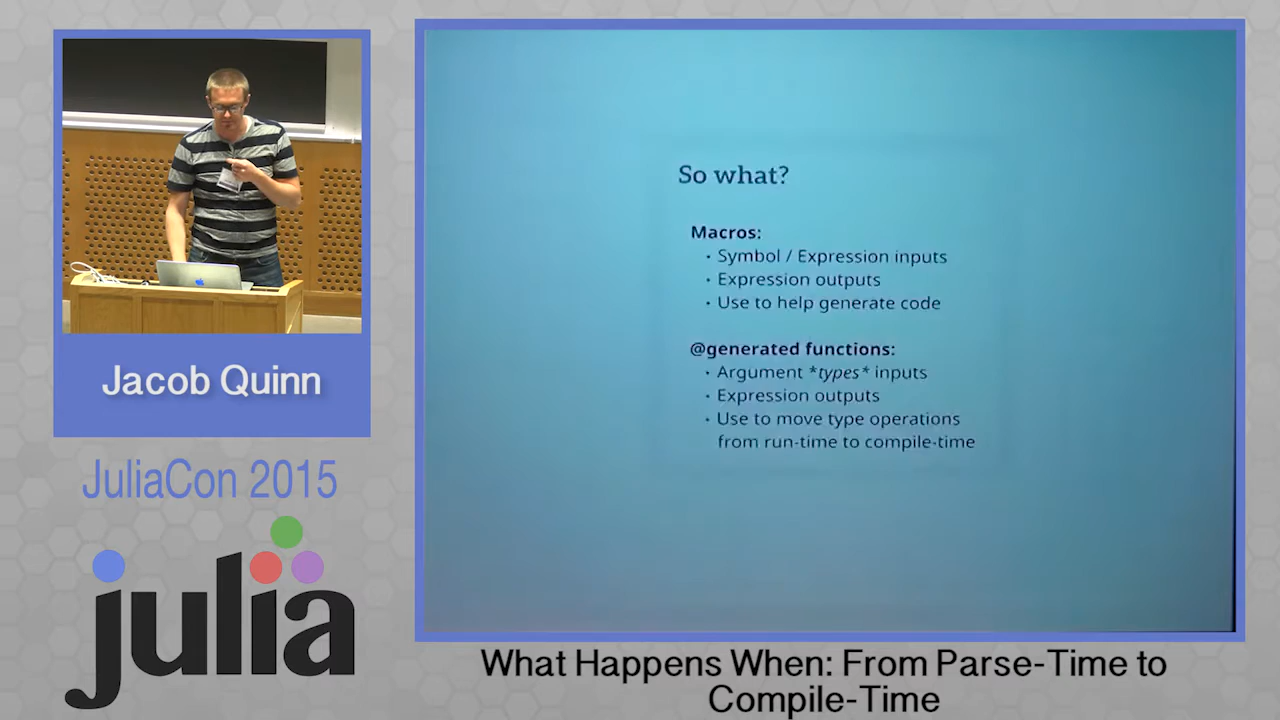 So what?
Macros:
· Symbol / Expression inputs
· Expression outputs
· Use to help generate code
@generated functions:
· Argument *types* inputs
· Expression outputs
· Use to move type operations
from run-time to compile-time
Jacob Quinn
JuliaCon 2015
julia
What Happens When: From Parse-Time to
Compile-Time